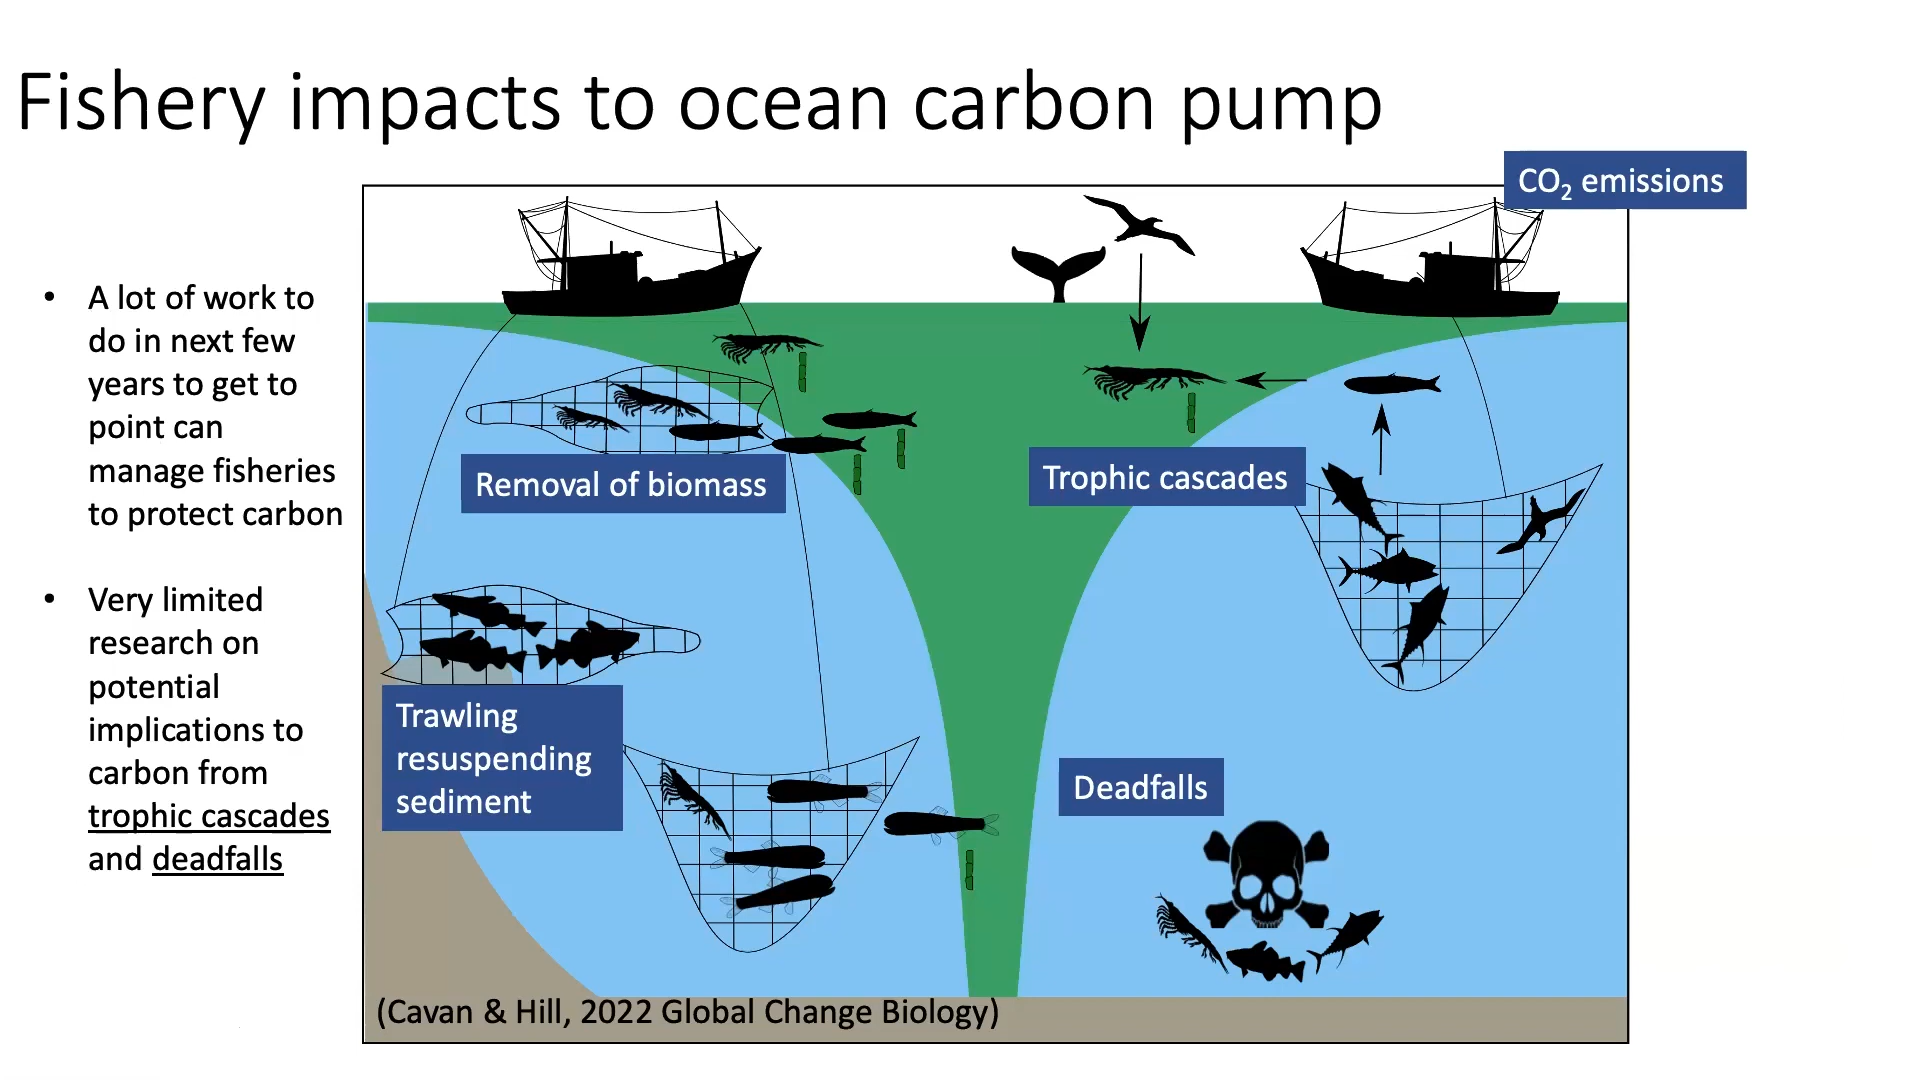 Fishery impacts to ocean carbon pump
CO₂ emissions
• A lot of work to
do in next few
years to get to
point can
manage fisheries
to protect carbon
• Very limited
research on
potential
implications to
carbon from
trophic cascades
and deadfalls
Removal of biomass
Trophic cascades
Trawling
resuspending
sediment
Deadfalls
(Cavan & Hill, 2022 Global Change Biology)